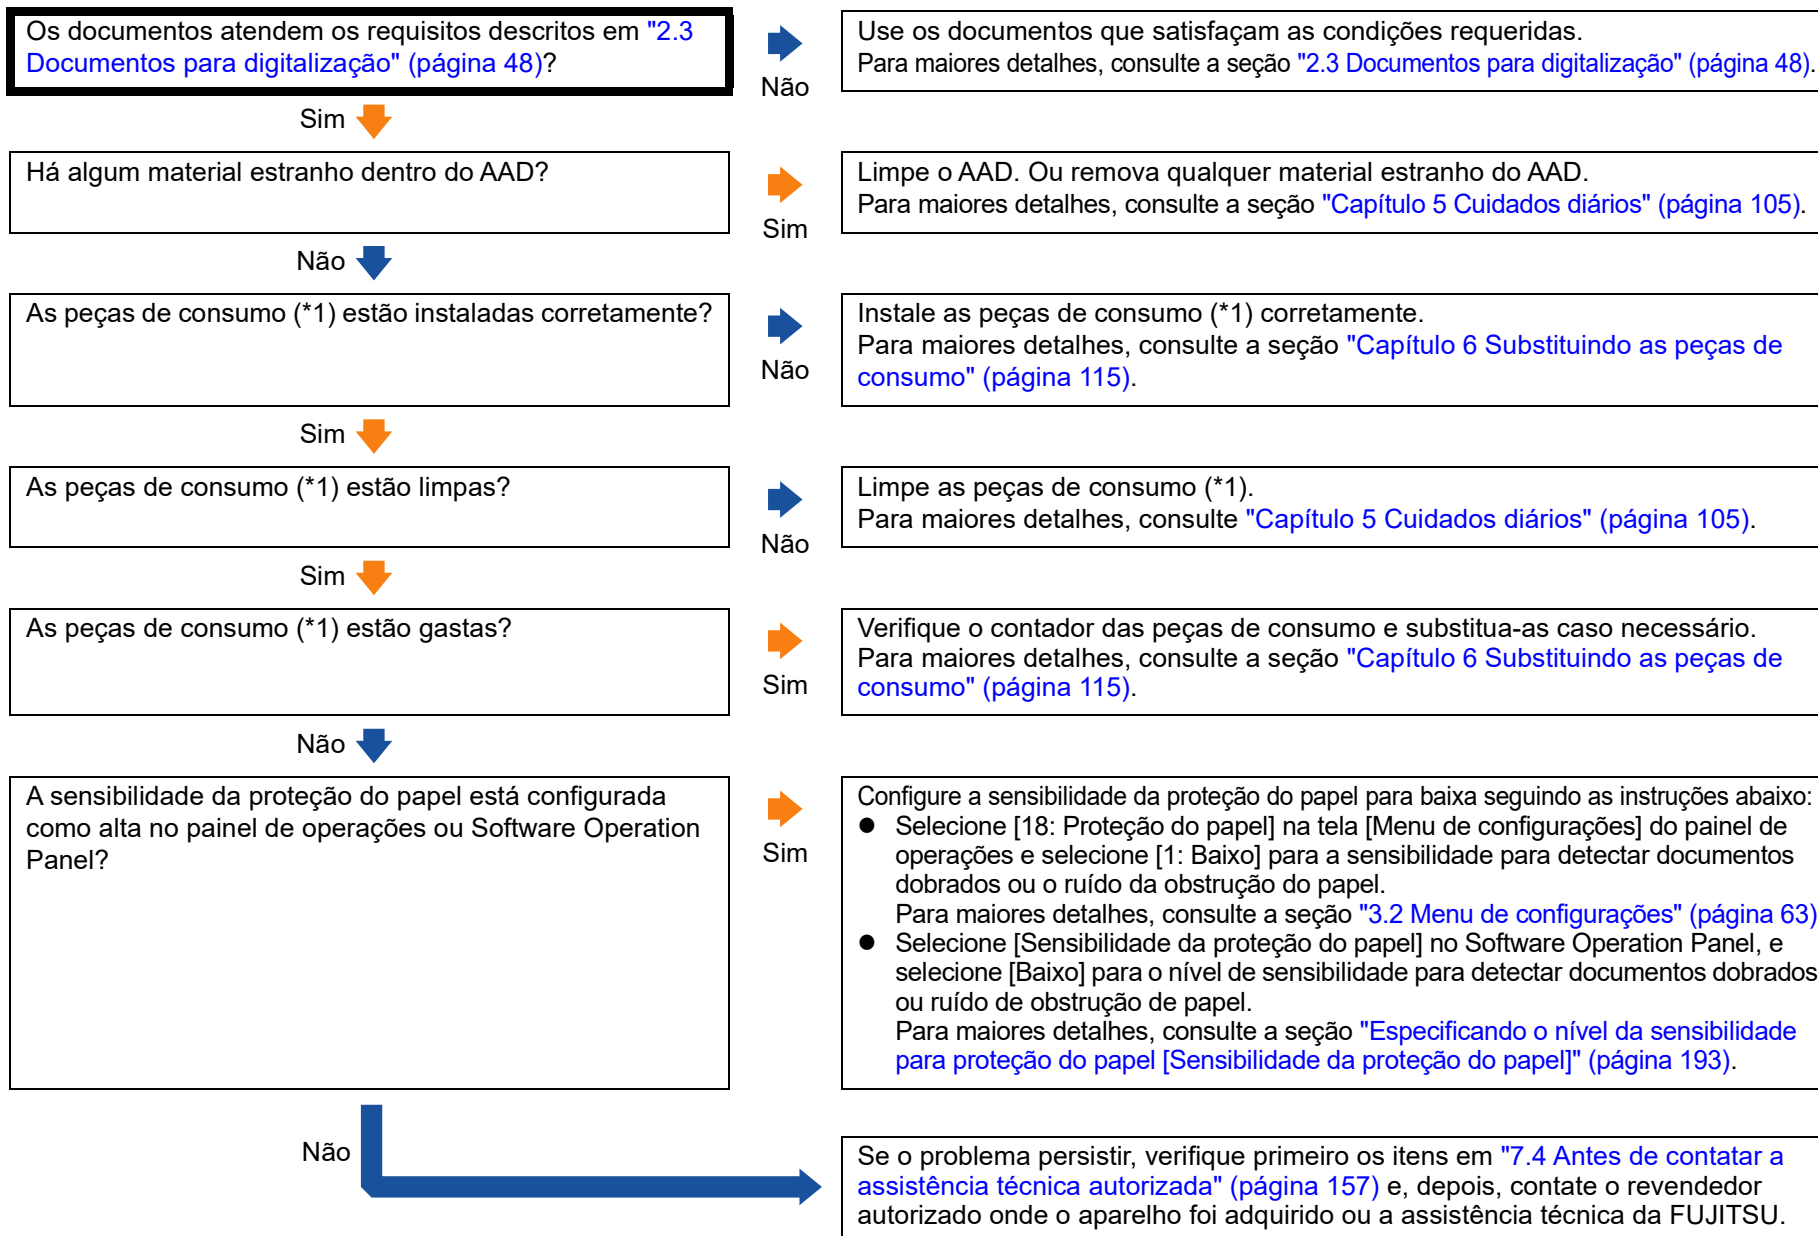 Os documentos atendem os requisitos descritos em "2.3
Documentos para digitalização" (página 48)?
Não
Use os documentos que satisfaçam as condições requeridas.
Para maiores detalhes, consulte a seção "2.3 Documentos para digitalização" (página 48).
Sim
Há algum material estranho dentro do AAD?
Sim
Limpe o AAD. Ou remova qualquer material estranho do AAD.
Para maiores detalhes, consulte a seção "Capítulo 5 Cuidados diários" (página 105).
Não
As peças de consumo (*1) estão instaladas corretamente?
Não
Instale as peças de consumo (*1) corretamente.
Para maiores detalhes, consulte a seção "Capítulo 6 Substituindo as peças de
consumo" (página 115).
Sim
As peças de consumo (*1) estão limpas?
Não
Limpe as peças de consumo (*1).
Para maiores detalhes, consulte "Capítulo 5 Cuidados diários" (página 105).
Sim
As peças de consumo (*1) estão gastas?
Sim
Verifique o contador das peças de consumo e substitua-as caso necessário.
Para maiores detalhes, consulte a seção "Capítulo 6 Substituindo as peças de
consumo" (página 115).
Não
A sensibilidade da proteção do papel está configurada
como alta no painel de operações ou Software Operation
Panel?
Sim
Configure a sensibilidade da proteção do papel para baixa seguindo as instruções abaixo:
● Selecione [18: Proteção do papel] na tela [Menu de configurações] do painel de
operações e selecione [1: Baixo] para a sensibilidade para detectar documentos
dobrados ou o ruído da obstrução do papel.
Para maiores detalhes, consulte a seção "3.2 Menu de configurações" (página 63)
● Selecione [Sensibilidade da proteção do papel] no Software Operation Panel, e
selecione [Baixo] para o nível de sensibilidade para detectar documentos dobrados
ou ruído de obstrução de papel.
Para maiores detalhes, consulte a seção "Especificando o nível da sensibilidade
para proteção do papel [Sensibilidade da proteção do papel]" (página 193).
Não
Se o problema persistir, verifique primeiro os itens em "7.4 Antes de contatar a
assistência técnica autorizada" (página 157) e, depois, contate o revendedor
autorizado onde o aparelho foi adquirido ou a assistência técnica da FUJITSU.